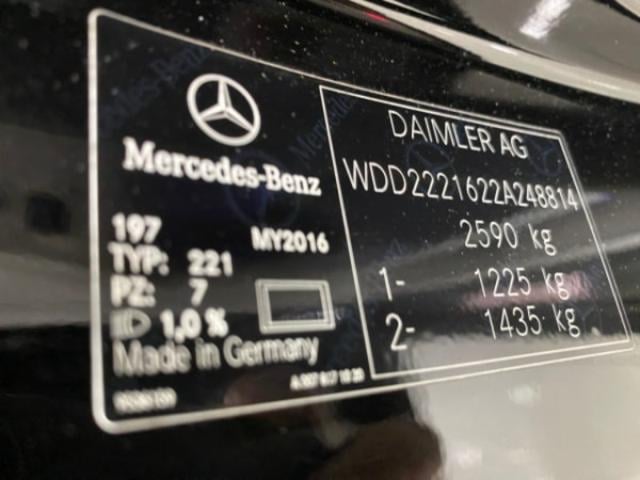 Mercedes-Benz
197 MY2016
TYP: 221
PZ: 7
1,0 %
Made in Germany
DAIMLER AG
WDD2221622A248814
2590 kg
1- 1225 kg
2- 1435 kg